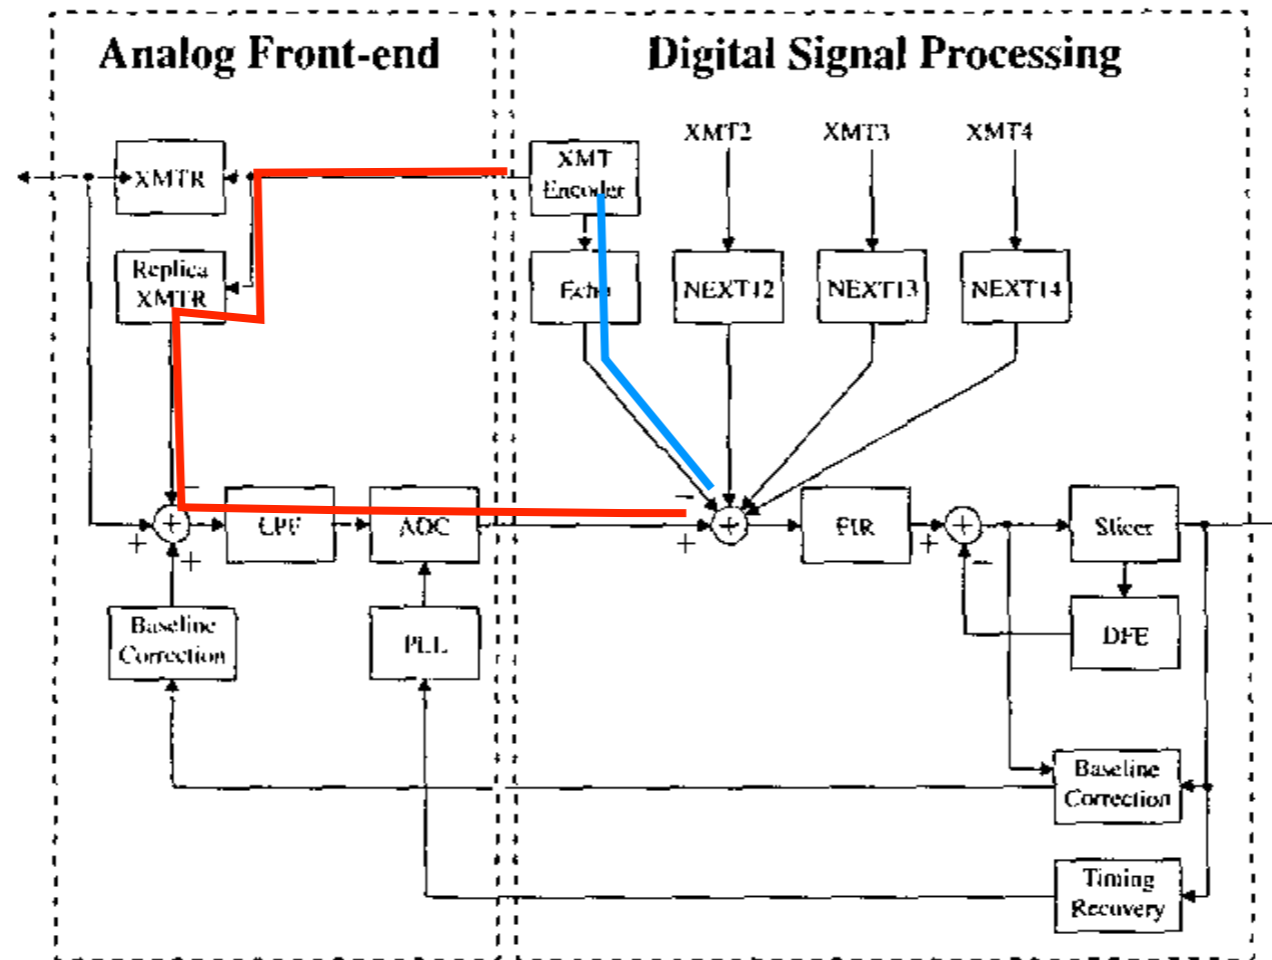 Analog Front-end
Digital Signal Processing
XMT2
XMT3
XMT4
XMTR
XMT
Encoder
Replica
XMTR
Echo
NEXT12
NEXT13
NEXT14
−
+
+
+
LPF
ADC
−
+
+
FIR
+
+
−
Slicer
Baseline
Correction
PLL
DFE
Baseline
Correction
Timing
Recovery